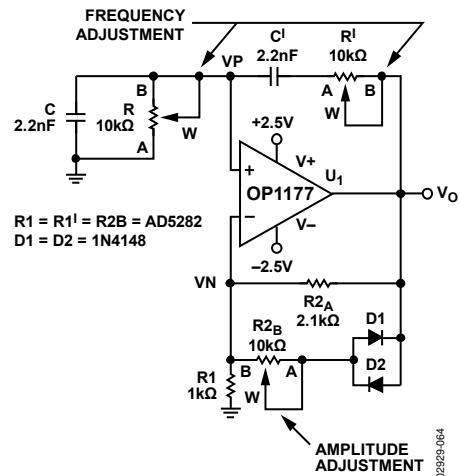 FREQUENCY
ADJUSTMENT
VP
C^I
2.2nF
R^I
10kΩ
A
B
W
C
2.2nF
B
R
10kΩ
A
W
+2.5V
V+
U1
+
OP1177
−
V−
−2.5V
VO
R1 = R1^I = R2B = AD5282
D1 = D2 = 1N4148
VN
R2A
2.1kΩ
R2B
10kΩ
B
A
W
D1
D2
R1
1kΩ
AMPLITUDE
ADJUSTMENT
02929-064